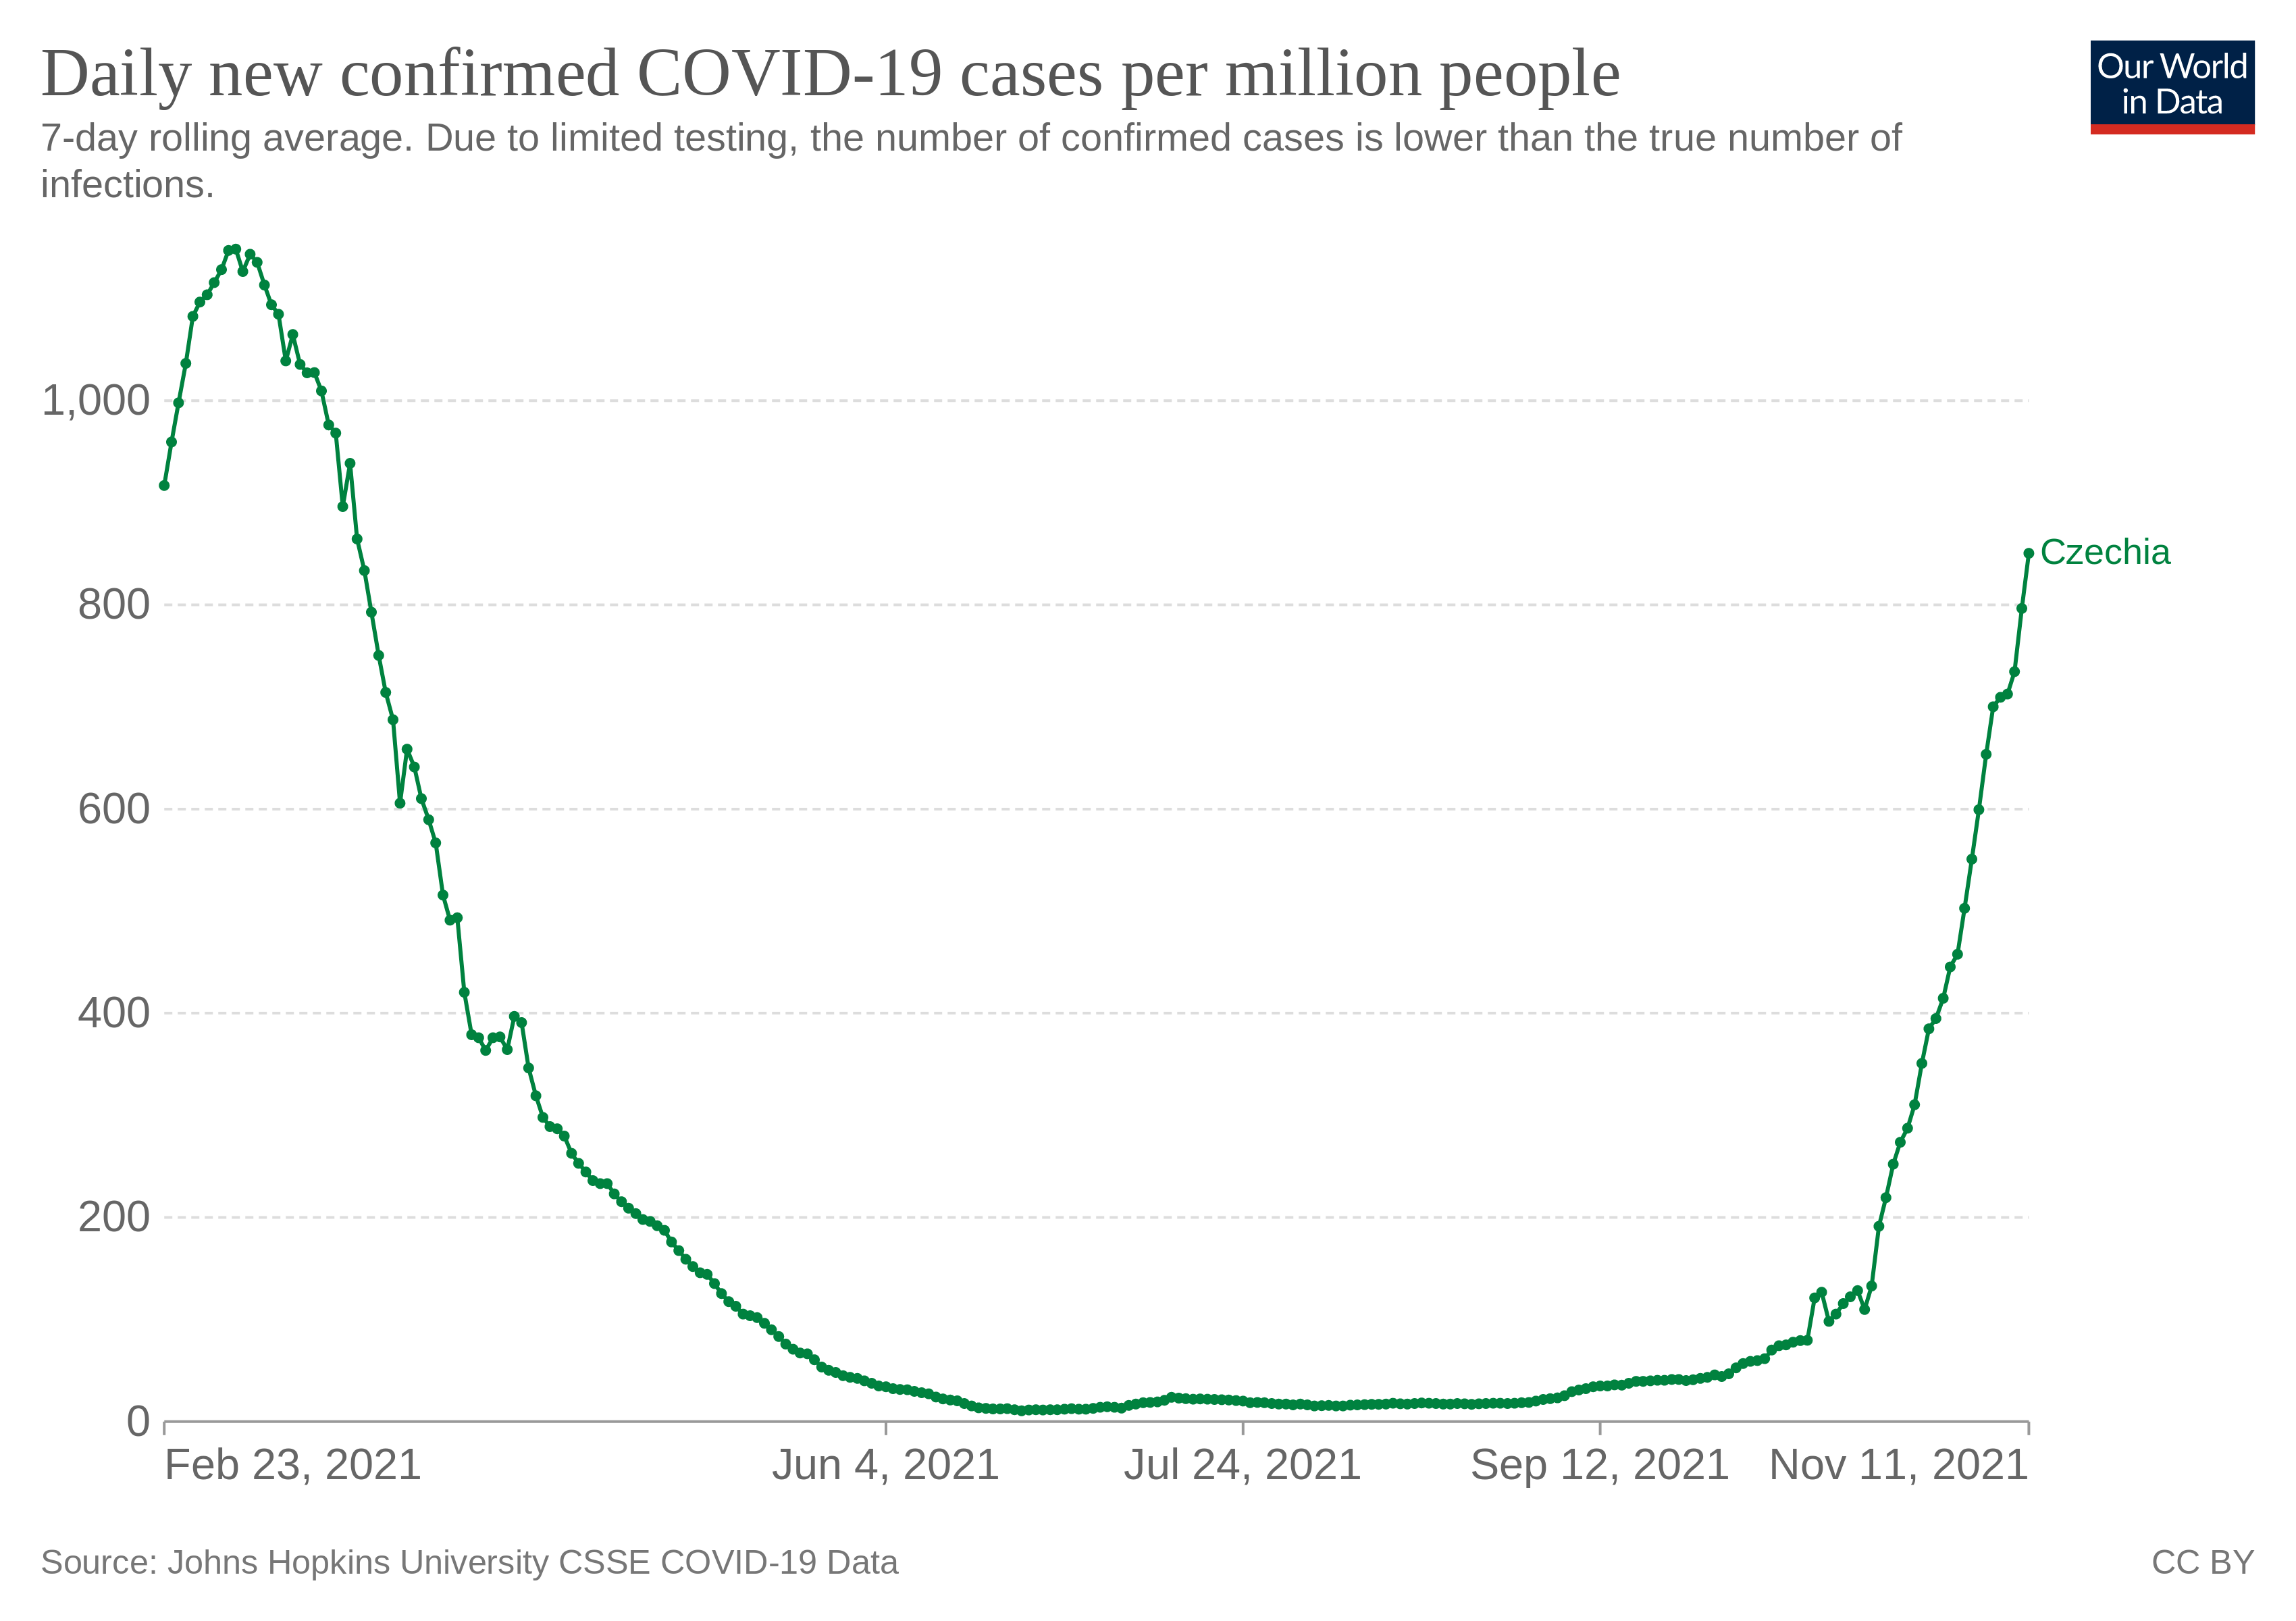 Daily new confirmed COVID-19 cases per million people
Our World
in Data
7-day rolling average. Due to limited testing, the number of confirmed cases is lower than the true number of
infections.
1,000
800
600
400
200
0
Czechia
Feb 23, 2021
Jun 4, 2021
Jul 24, 2021
Sep 12, 2021
Nov 11, 2021
Source: Johns Hopkins University CSSE COVID-19 Data
CC BY